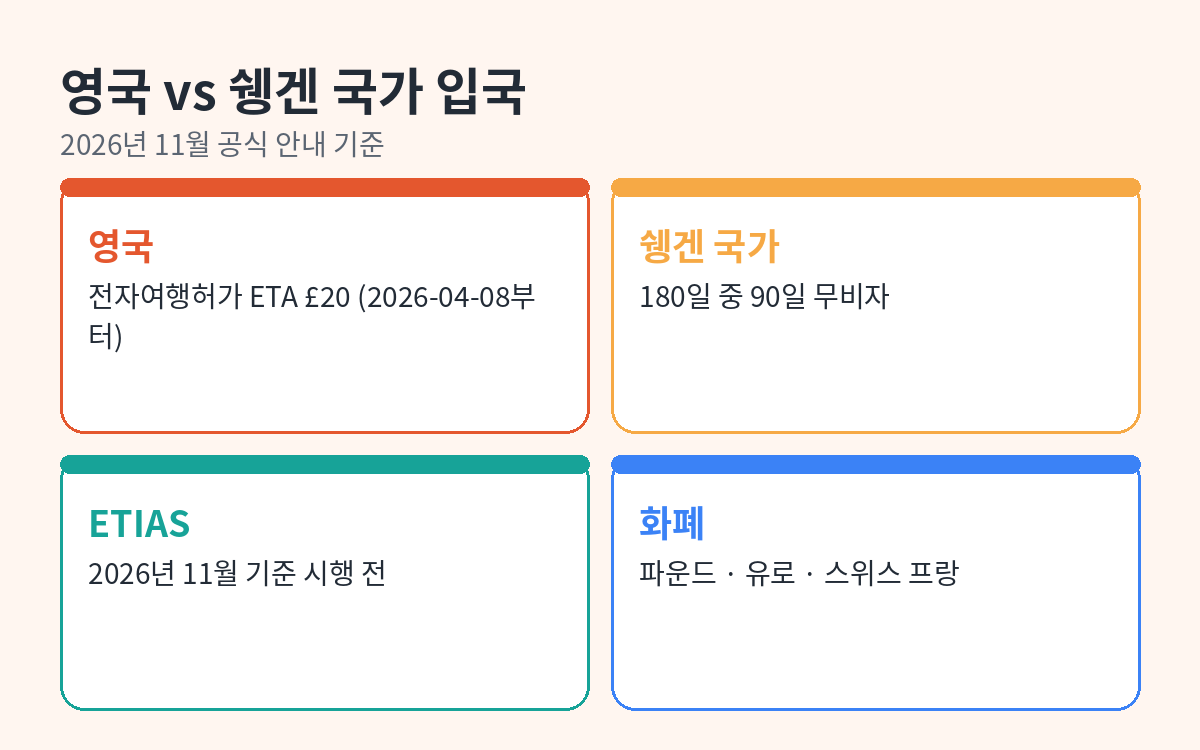 영국 vs 쉥겐 국가 입국
2026년 11월 공식 안내 기준
영국
전자여행허가 ETA £20 (2026-04-08부
터)
쉥겐 국가
180일 중 90일 무비자
ETIAS
2026년 11월 기준 시행 전
화폐
파운드 · 유로 · 스위스 프랑